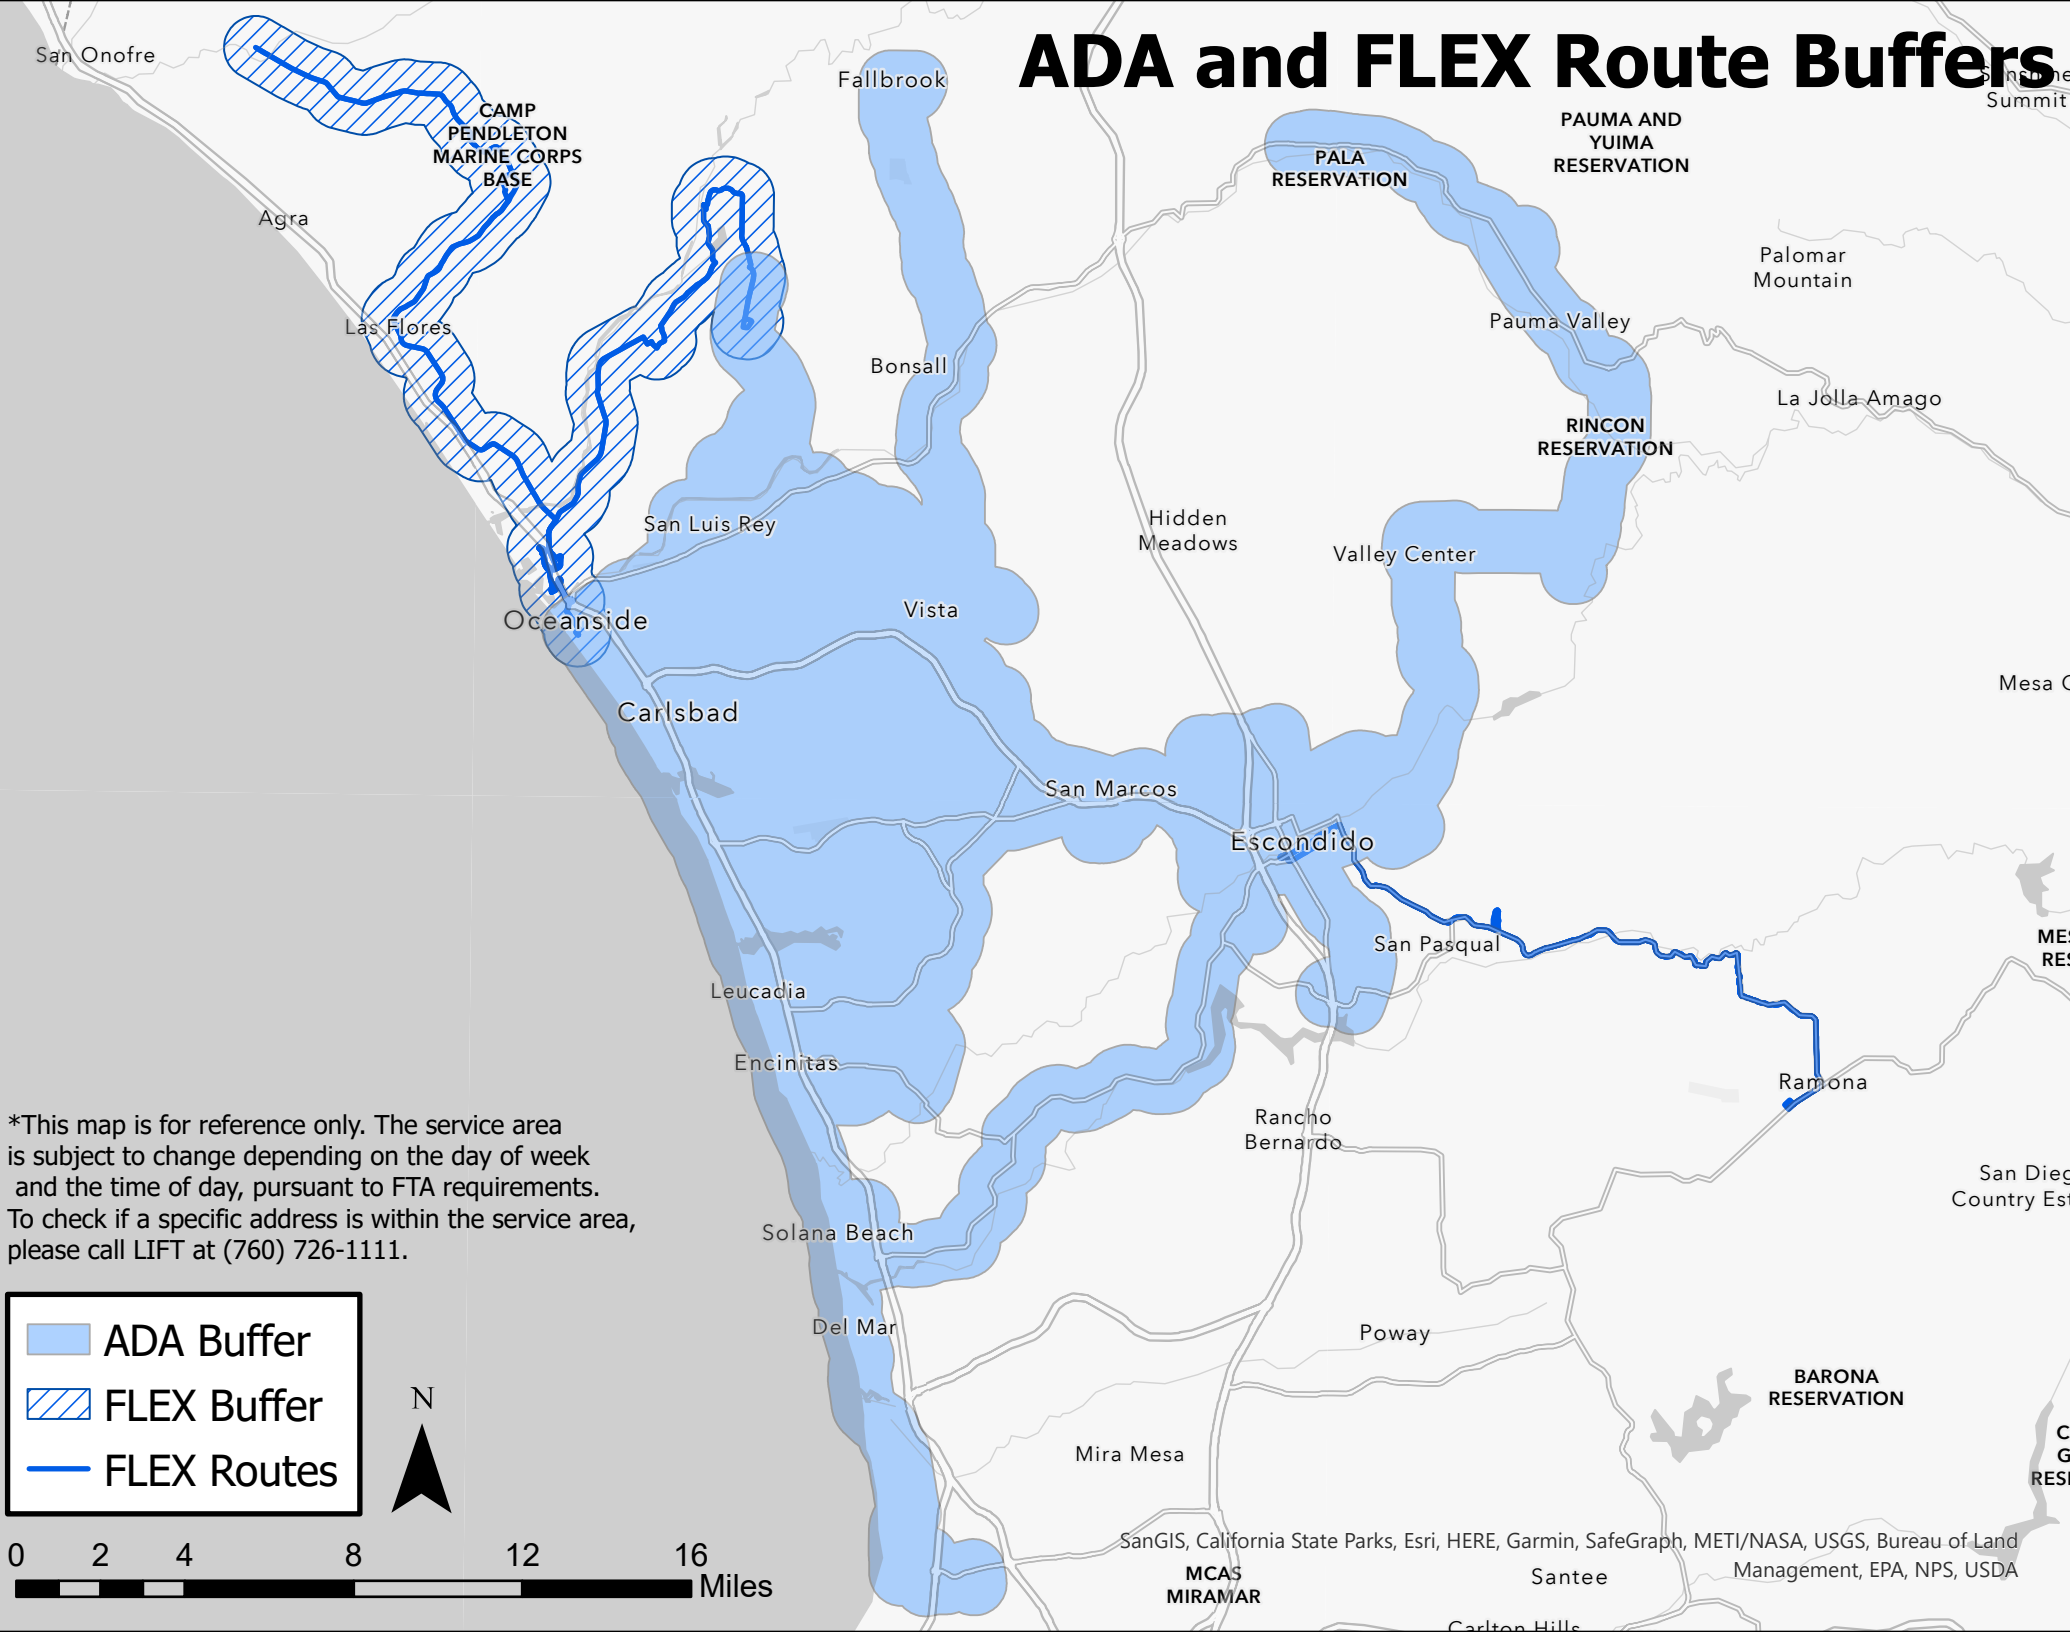 ADA and FLEX Route Buffers
San Onofre
Fallbrook
Summit
CAMP
PENDLETON
MARINE CORPS
BASE
PAUMA AND
YUIMA
RESERVATION
PALA
RESERVATION
Agra
Palomar
Mountain
Las Flores
Pauma Valley
Bonsall
La Jolla Amago
RINCON
RESERVATION
San Luis Rey
Hidden
Meadows
Valley Center
Vista
Oceanside
Mesa
Carlsbad
San Marcos
Escondido
San Pasqual
Leucadia
Encinitas
Ramona
Rancho
Bernardo
*This map is for reference only. The service area
is subject to change depending on the day of week
and the time of day, pursuant to FTA requirements.
To check if a specific address is within the service area,
please call LIFT at (760) 726-1111.
San Dieg
Country Est
Solana Beach
Del Mar
Poway
ADA Buffer
FLEX Buffer
FLEX Routes
N
BARONA
RESERVATION
Mira Mesa
0 2 4 8 12 16
Miles
SanGIS, California State Parks, Esri, HERE, Garmin, SafeGraph, METI/NASA, USGS, Bureau of Land
Management, EPA, NPS, USDA
MCAS
MIRAMAR
Santee
Carlton Hills